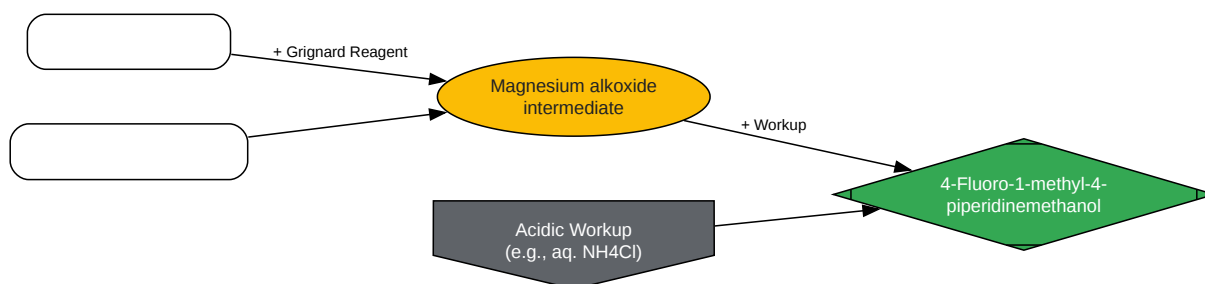 + Grignard Reagent
Magnesium alkoxide
intermediate
+ Workup
4-Fluoro-1-methyl-4-
piperidinemethanol
Acidic Workup
(e.g., aq. NH4Cl)